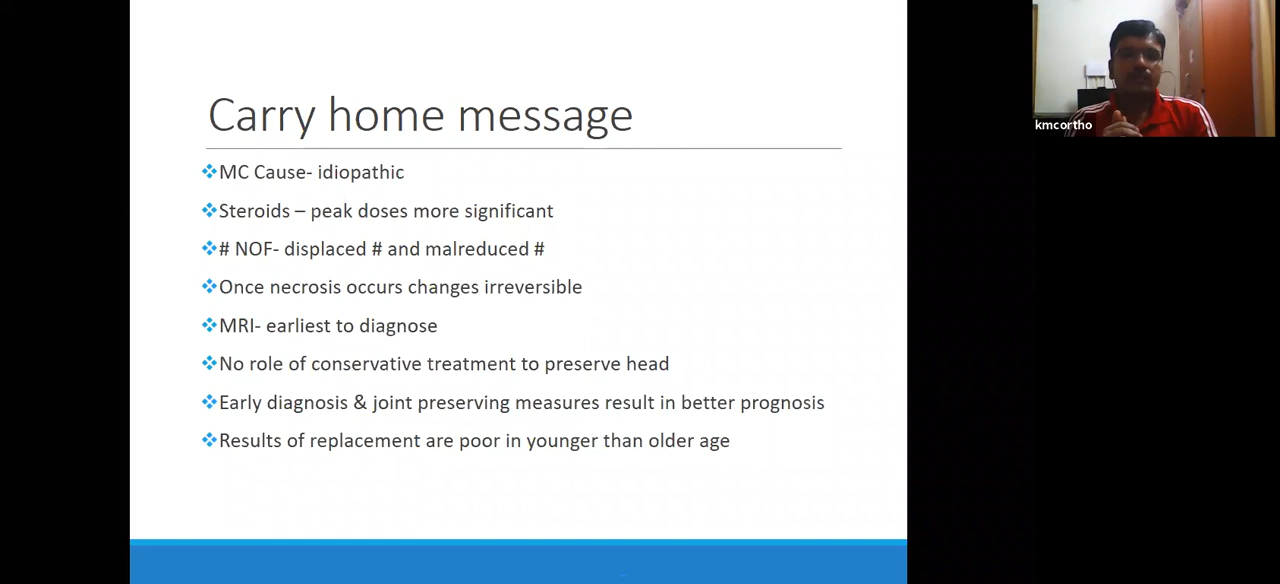 Carry home message
MC Cause- idiopathic
Steroids – peak doses more significant
# NOF- displaced # and malreduced #
Once necrosis occurs changes irreversible
MRI- earliest to diagnose
No role of conservative treatment to preserve head
Early diagnosis & joint preserving measures result in better prognosis
Results of replacement are poor in younger than older age
kmcortho